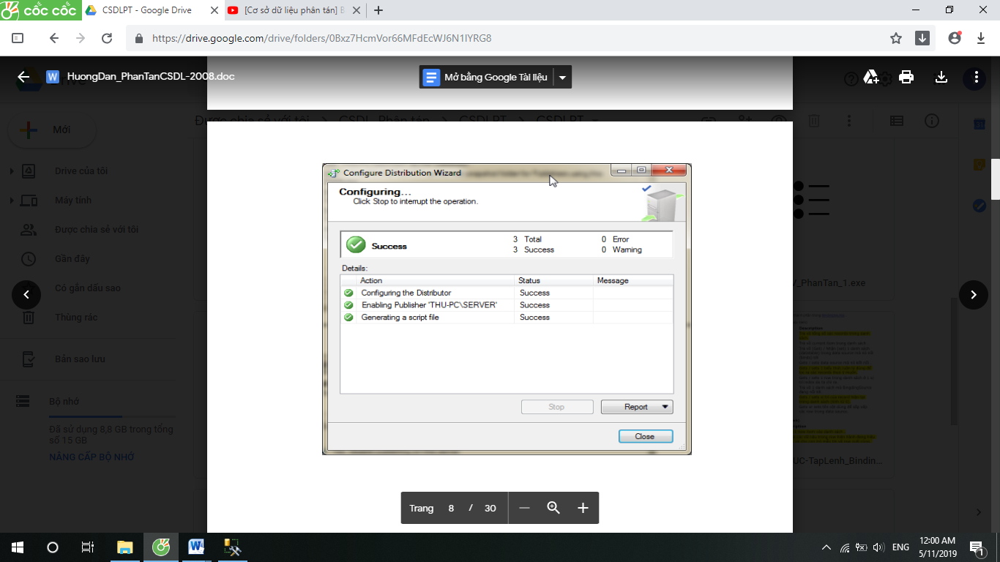 cốc cốc
CSDLPT - Google Drive
[Cơ sở dữ liệu phân tán] B
https://drive.google.com/drive/folders/0Bxz7HcmVor66MFdEcWJ6N1lYRG8
HuongDan_PhanTanCSDL-2008.doc
Mở bằng Google Tài liệu
Được chia sẻ với tôi > CSDL_Phân tán > CSDLPT > CSDLPT
Mới
Drive của tôi
Máy tính
Được chia sẻ với tôi
Gần đây
Có gắn dấu sao
Thùng rác
Bản sao lưu
Bộ nhớ
Đã sử dụng 8,8 GB trong tổng
số 15 GB
NÂNG CẤP BỘ NHỚ
Configure Distribution Wizard
Configuring...
Click Stop to interrupt the operation.
Success
3 Total
0 Error
3 Success
0 Warning
Details:
Action Status Message
Configuring the Distributor Success
Enabling Publisher 'THU-PC\SERVER' Success
Generating a script file Success
Stop
Report
Close
V_PhanTan_1.exe
UC-TapLenh_Bindin...
Trang 8 / 30
ENG
12:00 AM
5/11/2019
1